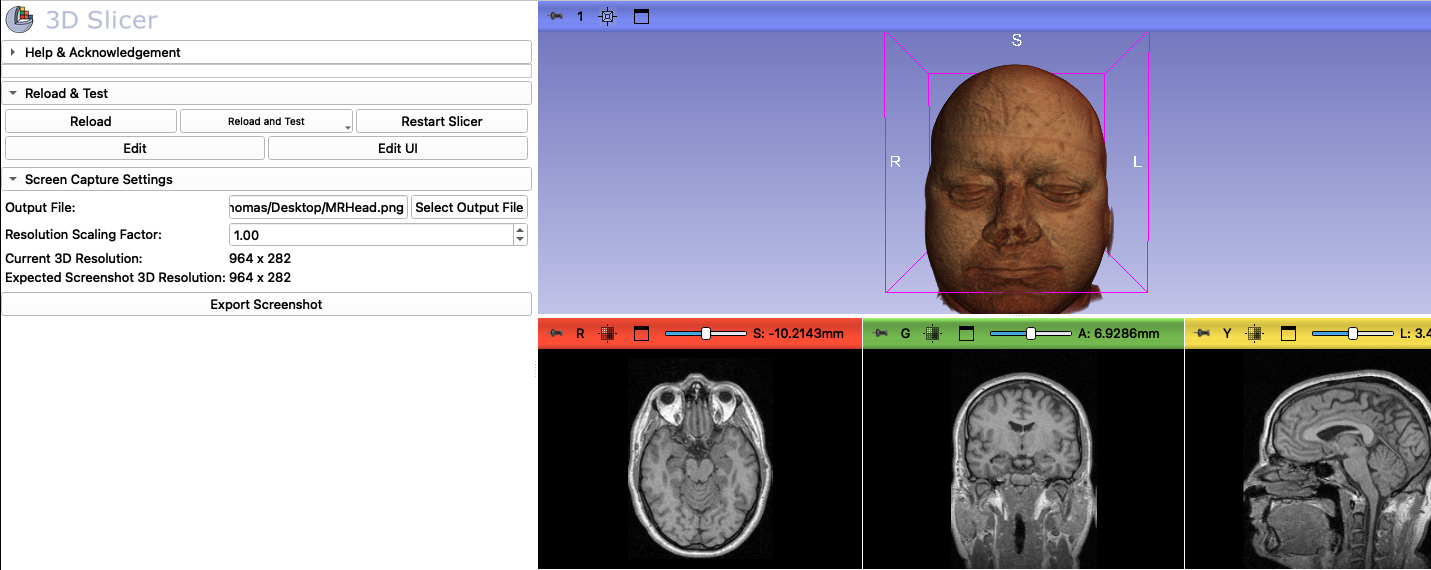 3D Slicer
Help & Acknowledgement
Reload & Test
Reload
Reload and Test
Restart Slicer
Edit
Edit UI
Screen Capture Settings
Output File:
homas/Desktop/MRHead.png
Select Output File
Resolution Scaling Factor:
1.00
Current 3D Resolution:
964 x 282
Expected Screenshot 3D Resolution:
964 x 282
Export Screenshot
1
S
R
L
R
S: -10.2143mm
G
A: 6.9286mm
Y
L: 3.4